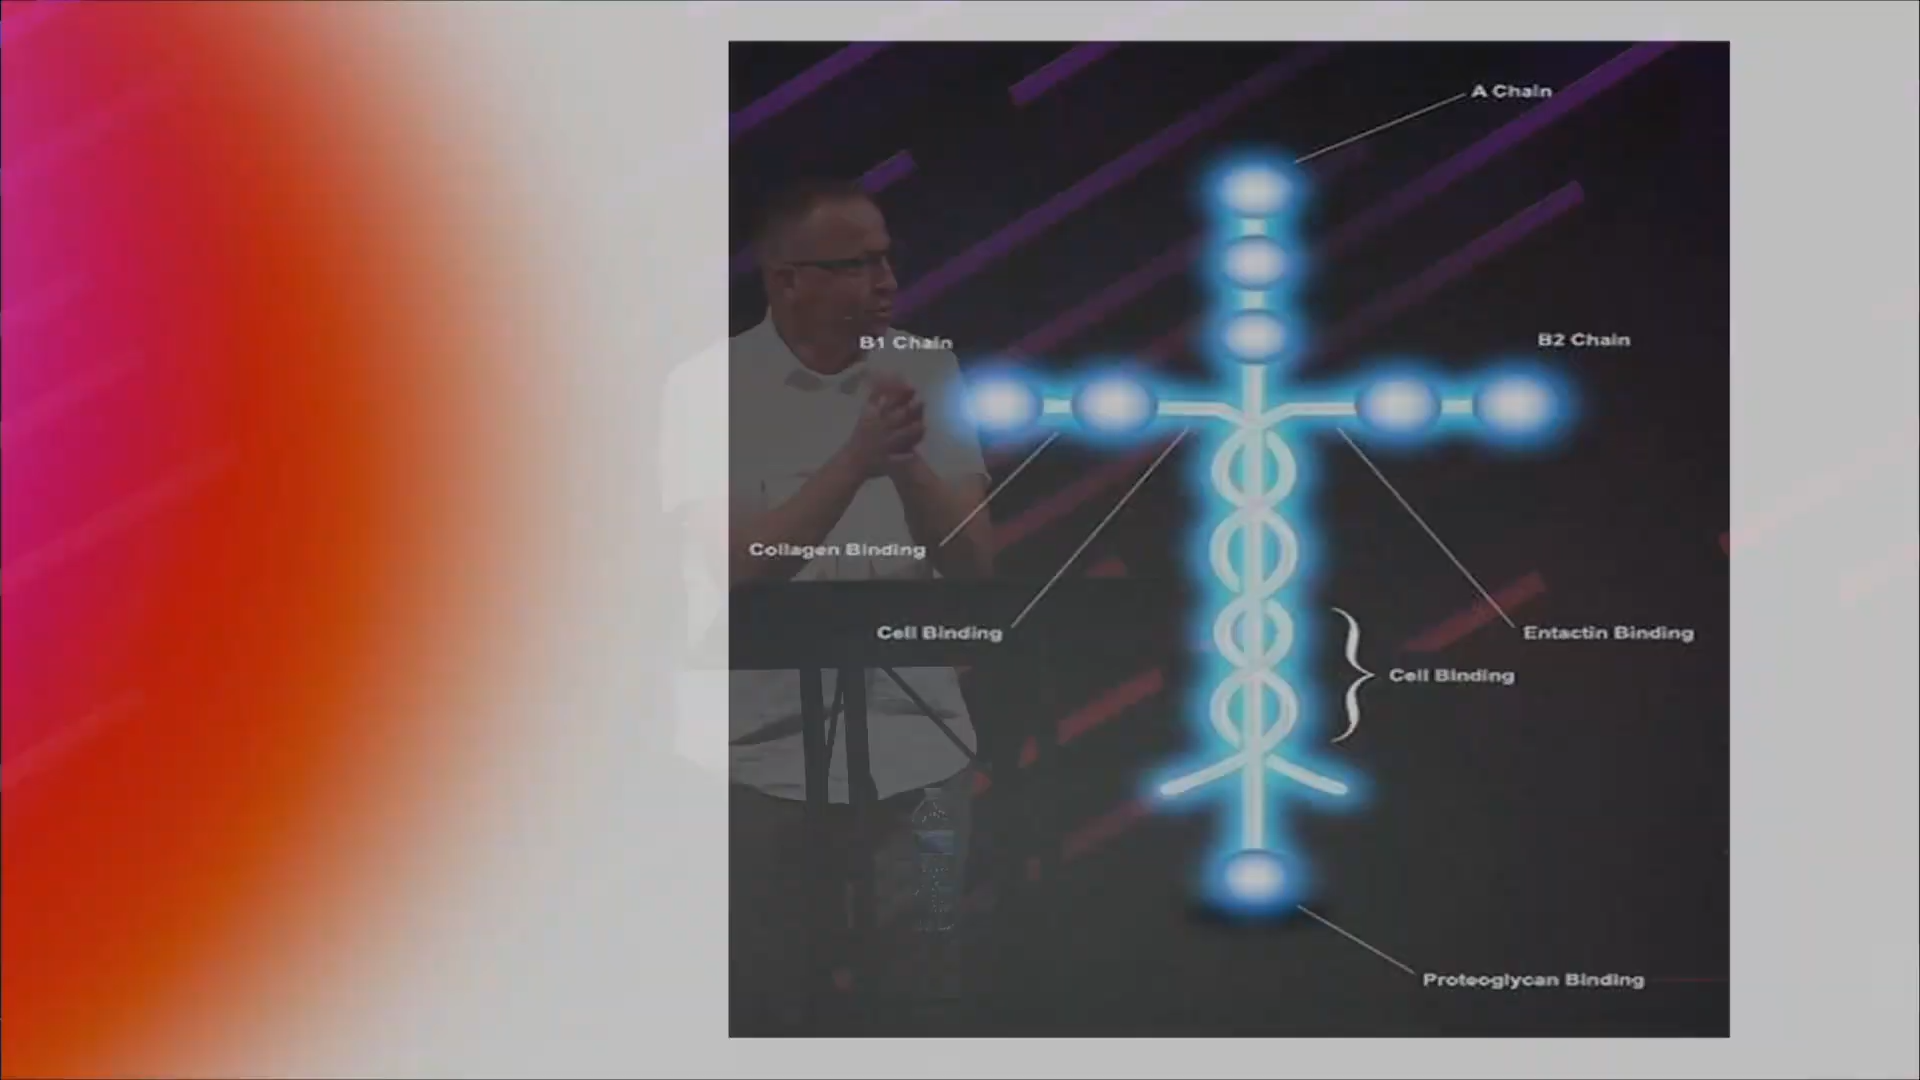 A Chain
B1 Chain
B2 Chain
Collagen Binding
Cell Binding
Entactin Binding
Cell Binding
Proteoglycan Binding